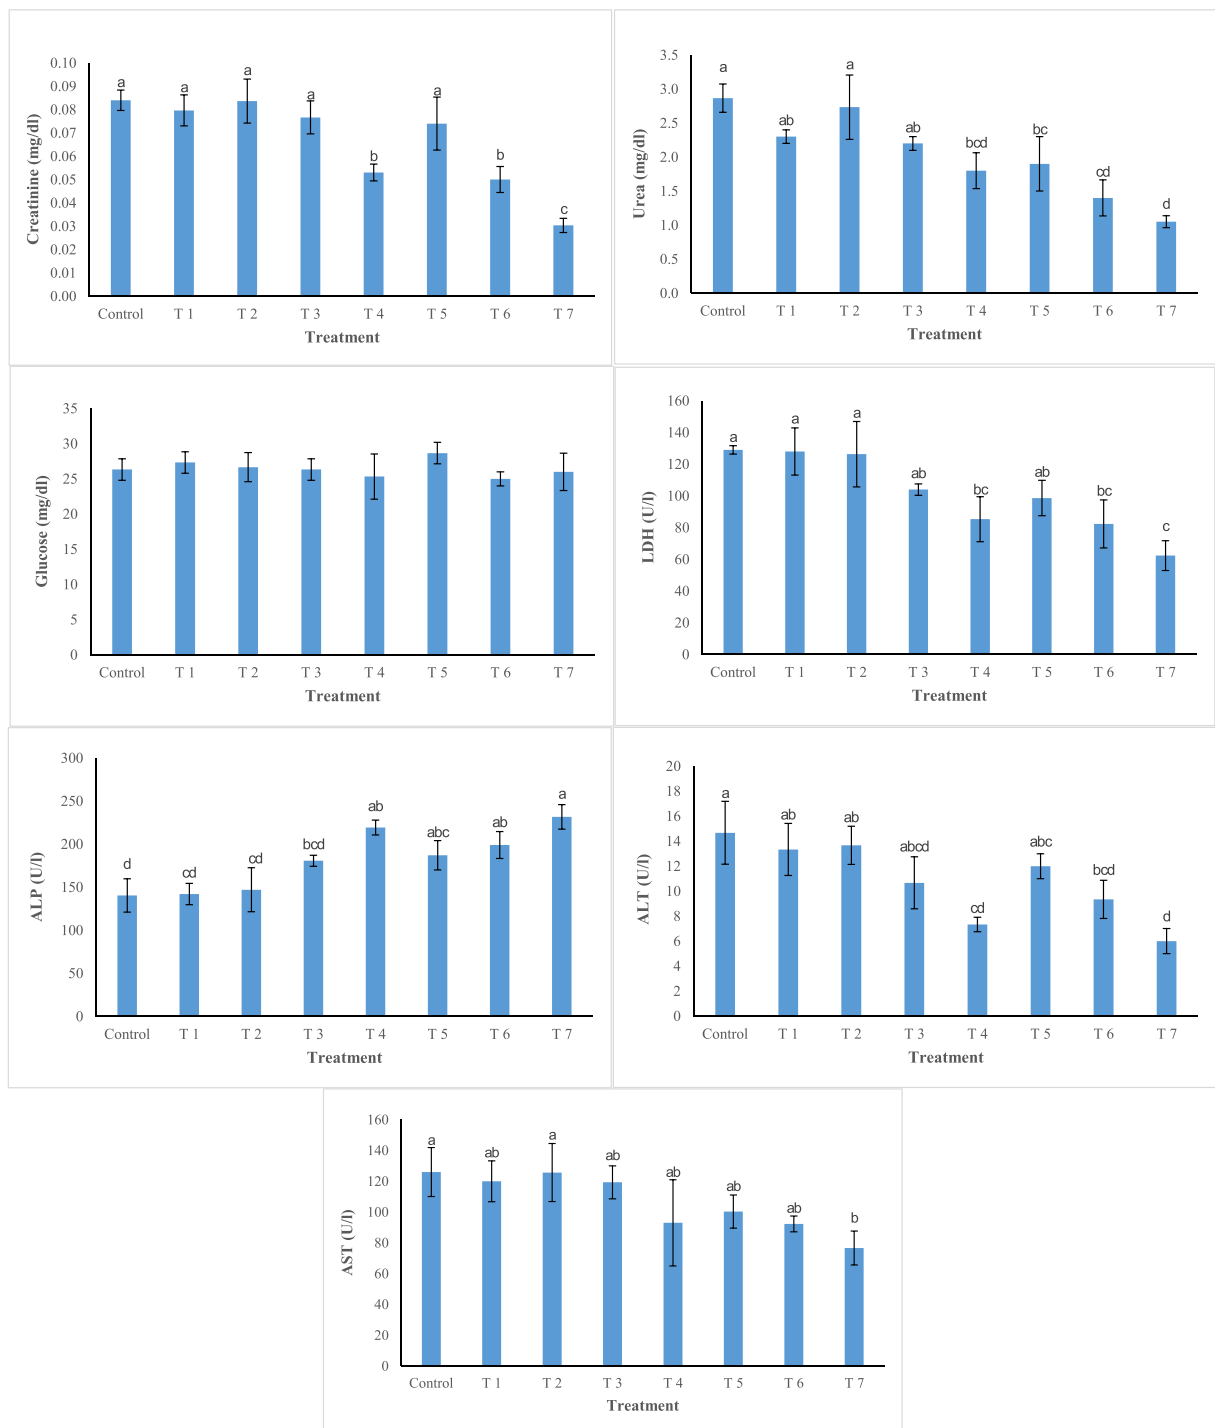 Creatinine (mg/dl)
0.10
0.09
0.08
0.07
0.06
0.05
0.04
0.03
0.02
0.01
0.00
a a a a b a b c
Control T 1 T 2 T 3 T 4 T 5 T 6 T 7
Treatment
Urea (mg/dl)
3.5
3.0
2.5
2.0
1.5
1.0
0.5
0.0
a ab a ab bcd bc cd d
Control T 1 T 2 T 3 T 4 T 5 T 6 T 7
Treatment
Glucose (mg/dl)
35
30
25
20
15
10
5
0
Control T 1 T 2 T 3 T 4 T 5 T 6 T 7
Treatment
LDH (U/l)
160
140
120
100
80
60
40
20
0
a a a ab bc ab bc c
Control T 1 T 2 T 3 T 4 T 5 T 6 T 7
Treatment
ALP (U/l)
300
250
200
150
100
50
0
d cd cd bcd ab abc ab a
Control T 1 T 2 T 3 T 4 T 5 T 6 T 7
Treatment
ALT (U/l)
20
18
16
14
12
10
8
6
4
2
0
a ab ab abcd cd abc bcd d
Control T 1 T 2 T 3 T 4 T 5 T 6 T 7
Treatment
AST (U/l)
160
140
120
100
80
60
40
20
0
a ab a ab ab ab ab b
Control T 1 T 2 T 3 T 4 T 5 T 6 T 7
Treatment